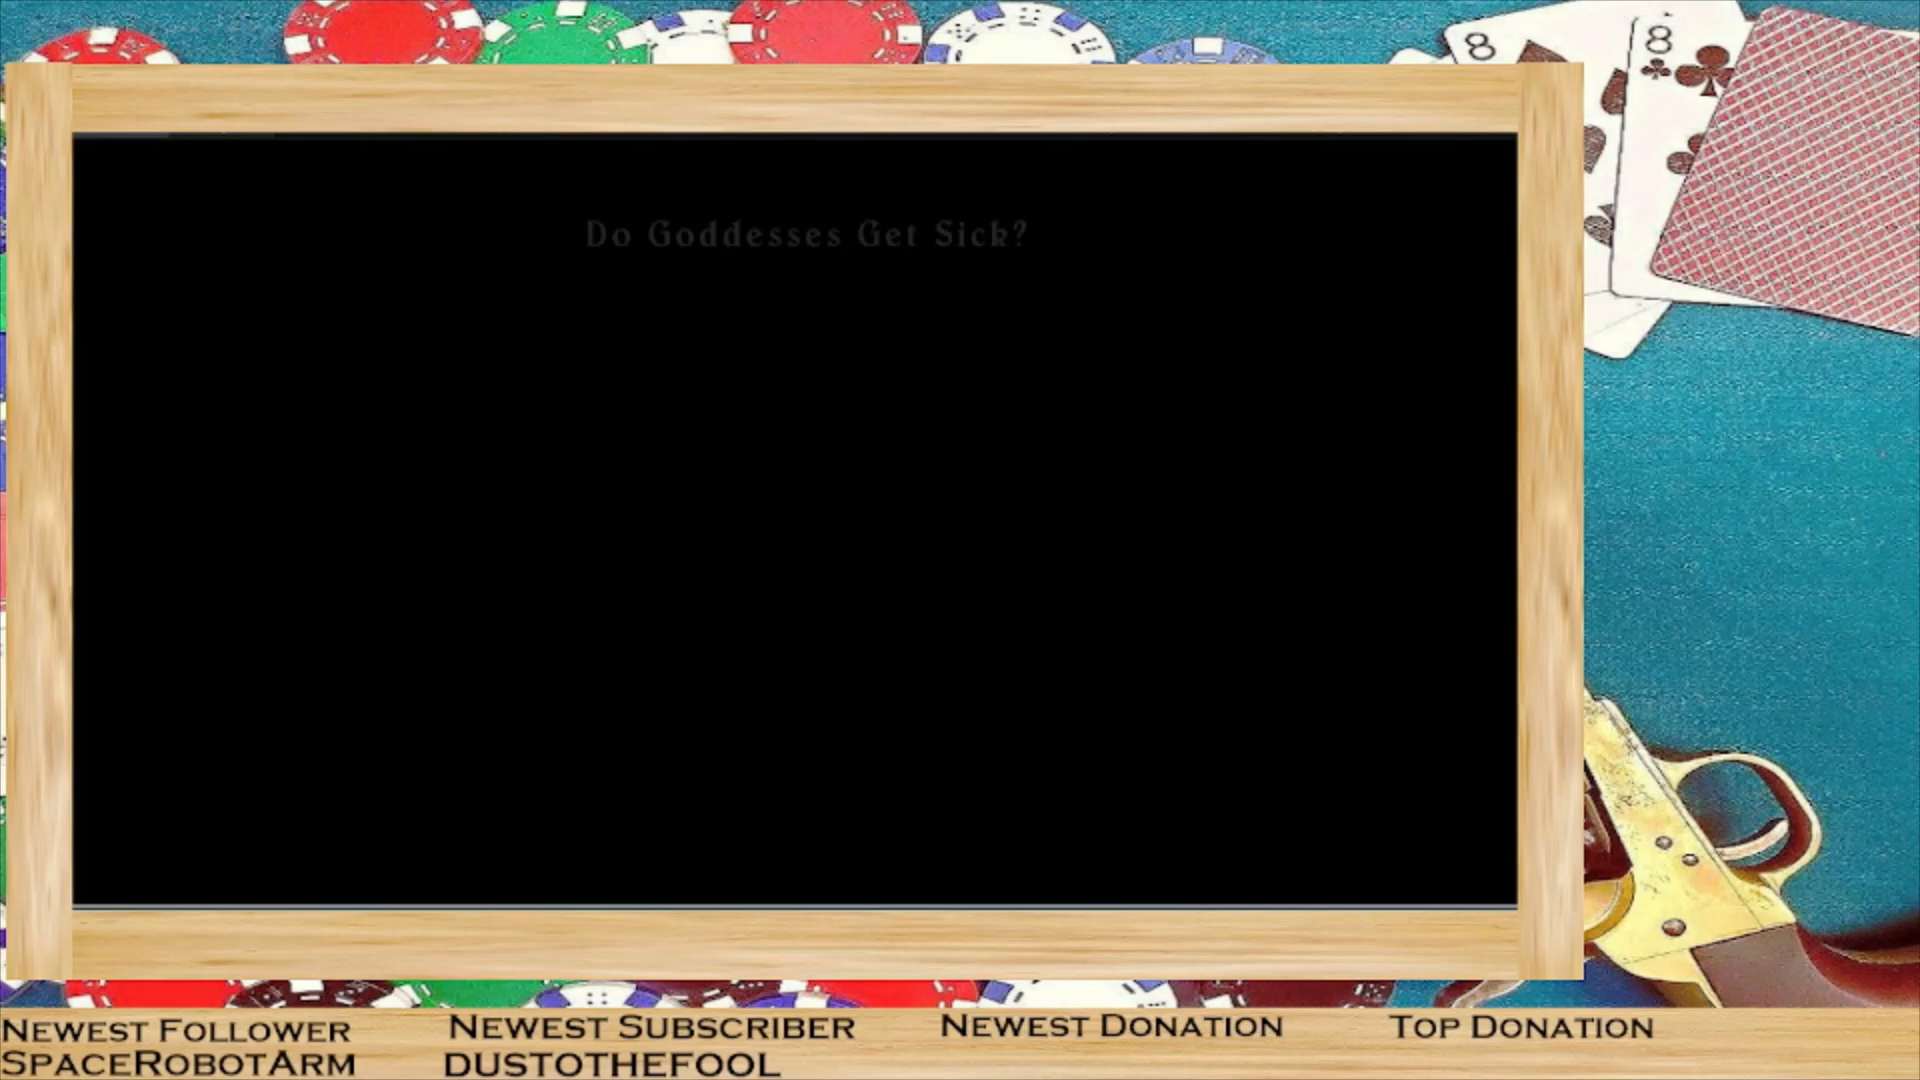 8
8
Do Goddesses Get Sick?
Newest Follower
SpaceRobotArm
Newest Subscriber
dustothefool
Newest Donation
Top Donation